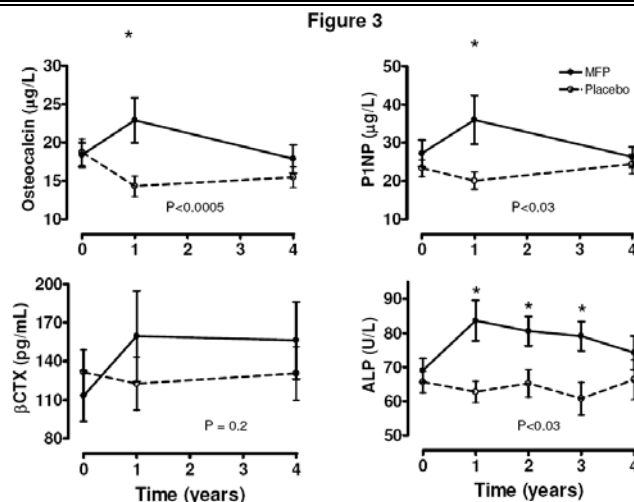 Figure 3
*
Osteocalcin (µg/L)
30
25
20
15
10
P<0.0005
0 1 2 3 4
*
MFP
Placebo
P1NP (µg/L)
50
40
30
20
10
P<0.03
0 1 2 3 4
βCTX (pg/mL)
200
170
140
110
80
P = 0.2
0 1 2 3 4
Time (years)
* * *
ALP (U/L)
90
80
70
60
50
P<0.03
0 1 2 3 4
Time (years)